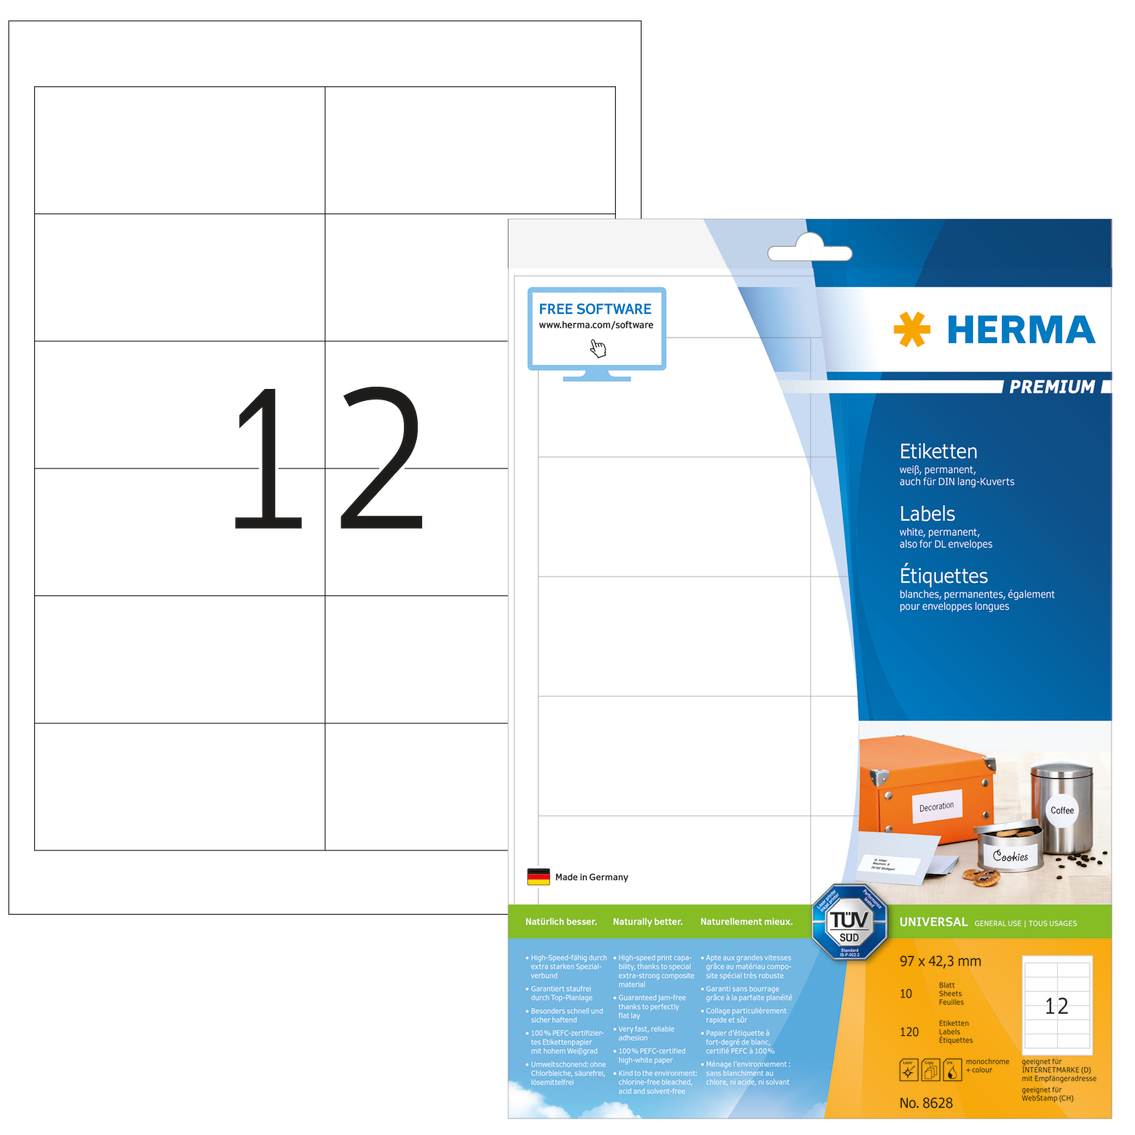 12
FREE SOFTWARE
www.herma.com/software
HERMA
PREMIUM
Etiketten
weiß, permanent,
auch für DIN lang-Kuverts
Labels
white, permanent,
also for DL envelopes
Étiquettes
blanches, permanentes, également
pour enveloppes longues
Decoration
Coffee
Cookies
Made in Germany
TÜV
SÜD
Natürlich besser.
Naturally better.
Naturellement mieux.
UNIVERSAL GENERAL USE | TOUS USAGES
• High-Speed-fähig durch
extra starken Spezial-
verbund
• Garantiert staufrei
durch Top-Planlage
• Besonders schnell und
sicher haftend
• 100% PEFC-zertifizier-
tes Etikettenpapier
mit hohem Weißgrad
• Umweltschonend: ohne
Chlorbleiche, säurefrei,
lösemittelfrei
• High-speed print capa-
bility, thanks to special
extra-strong composite
material
• Guaranteed jam-free
thanks to perfectly
flat lay
• Very fast, reliable
adhesion
• 100% PEFC-certified
high-white paper
• Kind to the environment:
chlorine-free bleached,
acid and solvent-free
• Apte aux grandes vitesses
grâce au matériau compo-
site spécial très robuste
• Garanti sans bourrage
grâce à la parfaite planéité
• Collage particulièrement
rapide et sûr
• Papier d'étiquette à
fort-degré de blanc,
certifié PEFC à 100%
• Ménage l'environnement :
sans blanchiment au
chlore, ni acide, ni solvant
97 x 42,3 mm
10
Blatt
Sheets
Feuilles
120
Etiketten
Labels
Étiquettes
12
Laser
Copy
Ink
monochrome
+ colour
geeignet für
INTERNETMARKE (D)
mit Empfängeradresse
geeignet für
WebStamp (CH)
No. 8628